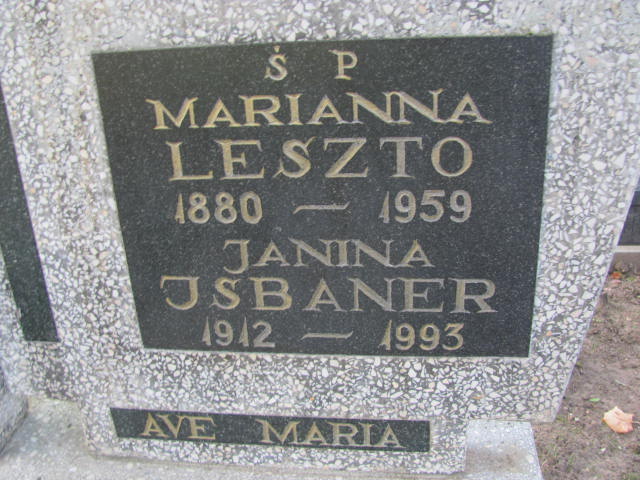 Ś P
MARIANNA
LESZTO
1880 — 1959
JANINA
JSBANER
1912 — 1993
AVE MARIA